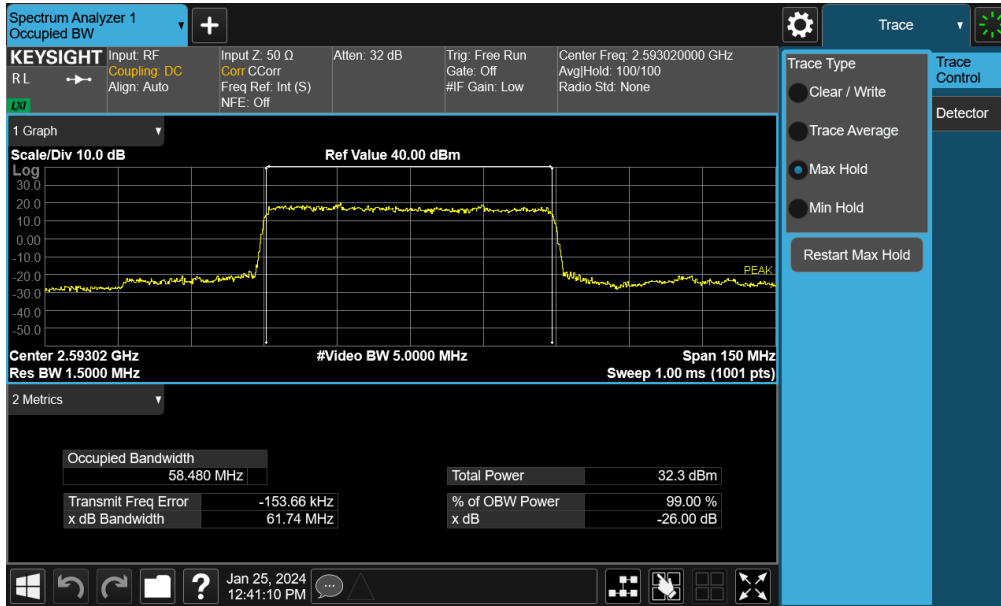 Spectrum Analyzer 1
Occupied BW
+
Trace
KEYSIGHT
R L
LXI
Input: RF
Coupling: DC
Align: Auto
Input Z: 50 Ω
Corr CCorr
Freq Ref: Int (S)
NFE: Off
Atten: 32 dB
Trig: Free Run
Gate: Off
#IF Gain: Low
Center Freq: 2.593020000 GHz
Avg|Hold: 100/100
Radio Std: None
Trace Type
Clear / Write
Trace Average
Max Hold
Min Hold
Restart Max Hold
Trace
Control
Detector
1 Graph
Scale/Div 10.0 dB
Ref Value 40.00 dBm
Log
30.0
20.0
10.0
0.00
-10.0
-20.0
-30.0
-40.0
-50.0
PEAK
Center 2.59302 GHz
#Video BW 5.0000 MHz
Span 150 MHz
Res BW 1.5000 MHz
Sweep 1.00 ms (1001 pts)
2 Metrics
Occupied Bandwidth
58.480 MHz
Total Power 32.3 dBm
Transmit Freq Error -153.66 kHz
% of OBW Power 99.00 %
x dB Bandwidth 61.74 MHz
x dB -26.00 dB
?
Jan 25, 2024
12:41:10 PM